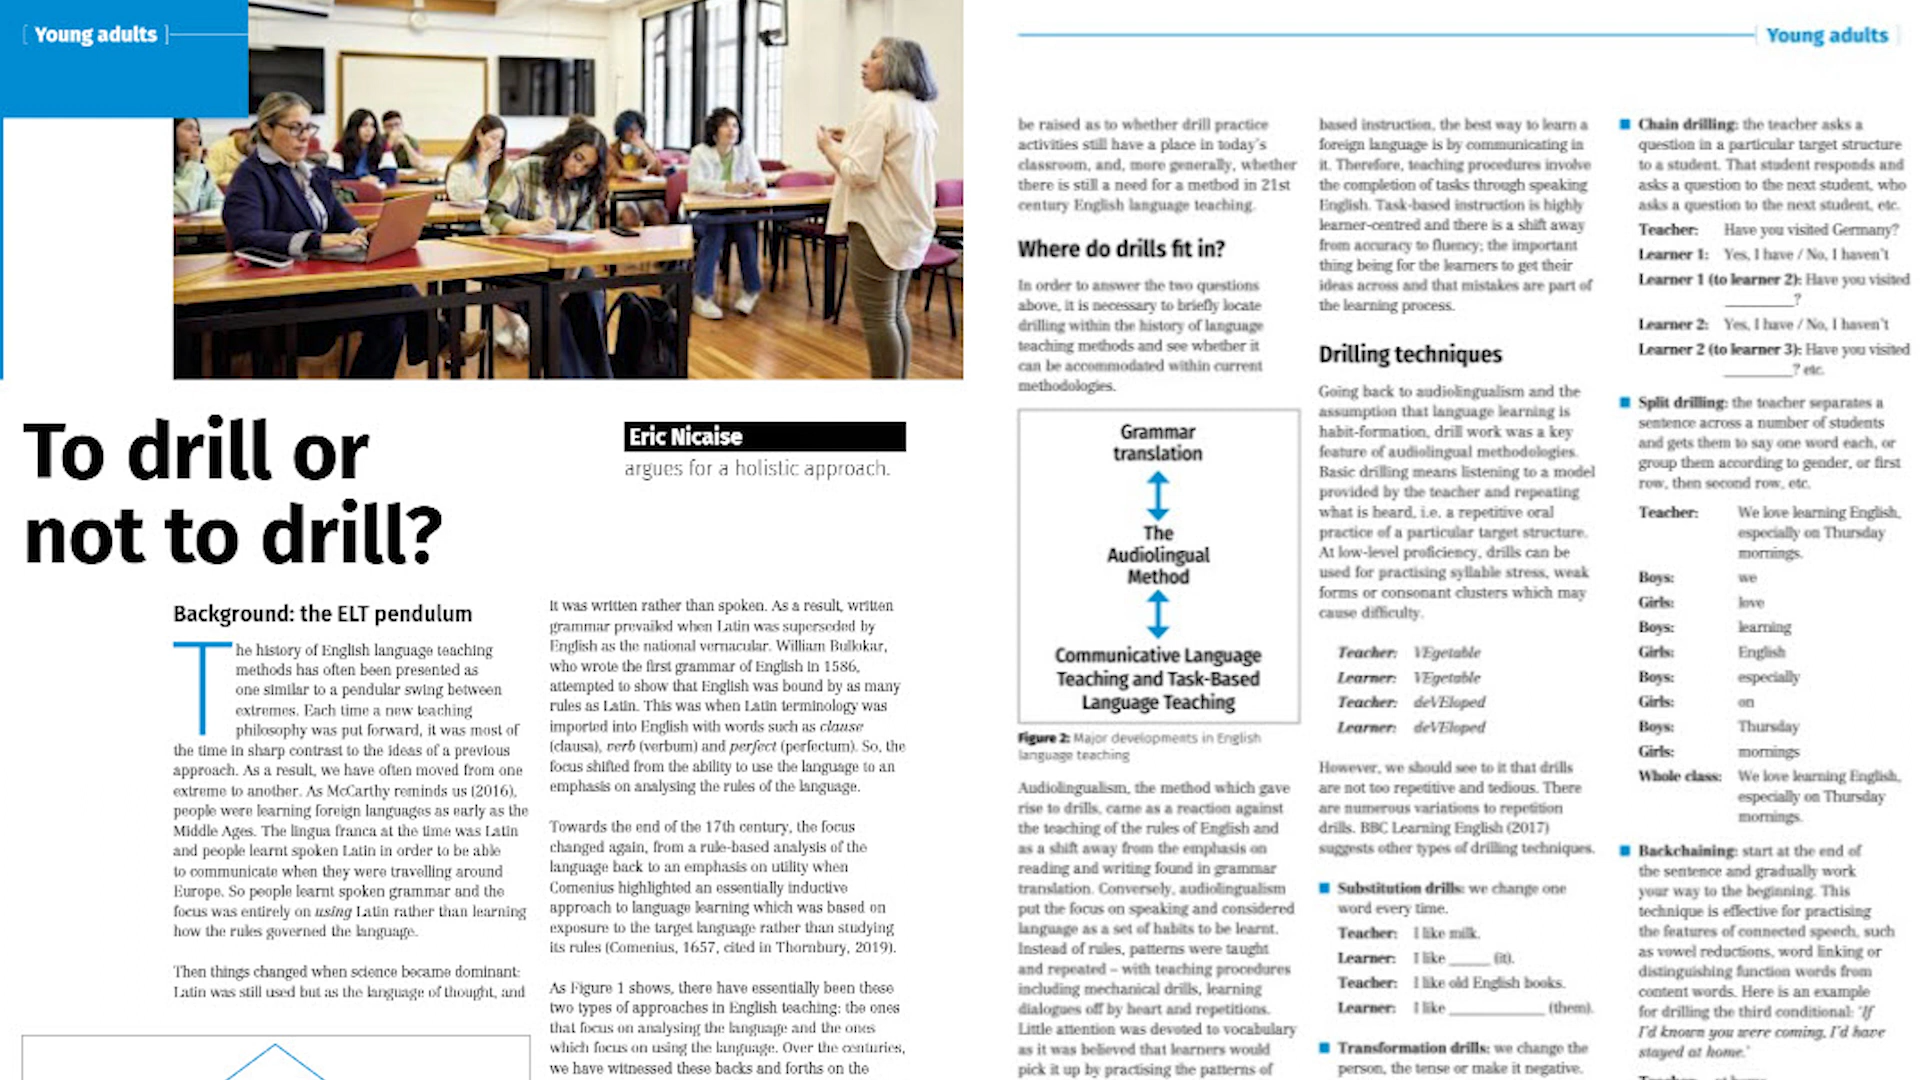 Young adults
To drill or
not to drill?
Eric Nicaise
argues for a holistic approach.
Background: the ELT pendulum
The history of English language teaching
methods has often been presented as
one similar to a pendular swing between
extremes. Each time a new teaching
philosophy was put forward, it was most of
the time in sharp contrast to the ideas of a previous
approach. As a result, we have often moved from one
extreme to another. As McCarthy reminds us (2016),
people were learning foreign languages as early as the
Middle Ages. The lingua franca at the time was Latin
and people learnt spoken Latin in order to be able
to communicate when they were travelling around
Europe. So people learnt spoken grammar and the
focus was entirely on using Latin rather than learning
how the rules governed the language.
Then things changed when science became dominant:
Latin was still used but as the language of thought, and
it was written rather than spoken. As a result, written
grammar prevailed when Latin was superseded by
English as the national vernacular. William Bullokar,
who wrote the first grammar of English in 1586,
attempted to show that English was bound by as many
rules as Latin. This was when Latin terminology was
imported into English with words such as clause
(clausa), verb (verbum) and perfect (perfectum). So, the
focus shifted from the ability to use the language to an
emphasis on analysing the rules of the language.
Towards the end of the 17th century, the focus
changed again, from a rule-based analysis of the
language back to an emphasis on utility when
Comenius highlighted an essentially inductive
approach to language learning which was based on
exposure to the target language rather than studying
its rules (Comenius, 1657, cited in Thornbury, 2019).
As Figure 1 shows, there have essentially been these
two types of approaches in English teaching: the ones
that focus on analysing the language and the ones
which focus on using the language. Over the centuries,
we have witnessed these backs and forths on the
Young adults
be raised as to whether drill practice
activities still have a place in today's
classroom, and, more generally, whether
there is still a need for a method in 21st
century English language teaching.
Where do drills fit in?
In order to answer the two questions
above, it is necessary to briefly locate
drilling within the history of language
teaching methods and see whether it
can be accommodated within current
methodologies.
Grammar
translation
The
Audiolingual
Method
Communicative Language
Teaching and Task-Based
Language Teaching
Figure 2: Major developments in English
language teaching
Audiolingualism, the method which gave
rise to drills, came as a reaction against
the teaching of the rules of English and
as a shift away from the emphasis on
reading and writing found in grammar
translation. Conversely, audiolingualism
put the focus on speaking and considered
language as a set of habits to be learnt.
Instead of rules, patterns were taught
and repeated – with teaching procedures
including mechanical drills, learning
dialogues off by heart and repetitions.
Little attention was devoted to vocabulary
as it was believed that learners would
pick it up by practising the patterns of
based instruction, the best way to learn a
foreign language is by communicating in
it. Therefore, teaching procedures involve
the completion of tasks through speaking
English. Task-based instruction is highly
learner-centred and there is a shift away
from accuracy to fluency; the important
thing being for the learners to get their
ideas across and that mistakes are part of
the learning process.
Drilling techniques
Going back to audiolingualism and the
assumption that language learning is
habit-formation, drill work was a key
feature of audiolingual methodologies.
Basic drilling means listening to a model
provided by the teacher and repeating
what is heard, i.e. a repetitive oral
practice of a particular target structure.
At low-level proficiency, drills can be
used for practising syllable stress, weak
forms or consonant clusters which may
cause difficulty.
Teacher: VEgetable
Learner: VEgetable
Teacher: deVEloped
Learner: deVEloped
However, we should see to it that drills
are not too repetitive and tedious. There
are numerous variations to repetition
drills. BBC Learning English (2017)
suggests other types of drilling techniques.
Substitution drills: we change one
word every time.
Teacher: I like milk.
Learner: I like ______ (it).
Teacher: I like old English books.
Learner: I like ______________ (them).
Transformation drills: we change the
person, the tense or make it negative.
Chain drilling: the teacher asks a
question in a particular target structure
to a student. That student responds and
asks a question to the next student, who
asks a question to the next student, etc.
Teacher: Have you visited Germany?
Learner 1: Yes, I have / No, I haven't
Learner 1 (to learner 2): Have you visited
__________?
Learner 2: Yes, I have / No, I haven't
Learner 2 (to learner 3): Have you visited
__________? etc.
Split drilling: the teacher separates a
sentence across a number of students
and gets them to say one word each, or
group them according to gender, or first
row, then second row, etc.
Teacher: We love learning English,
especially on Thursday
mornings.
Boys: we
Girls: love
Boys: learning
Girls: English
Boys: especially
Girls: on
Boys: Thursday
Girls: mornings
Whole class: We love learning English,
especially on Thursday
mornings.
Backchaining: start at the end of
the sentence and gradually work
your way to the beginning. This
technique is effective for practising
the features of connected speech, such
as vowel reductions, word linking or
distinguishing function words from
content words. Here is an example
for drilling the third conditional: 'If
I'd known you were coming, I'd have
stayed at home.'